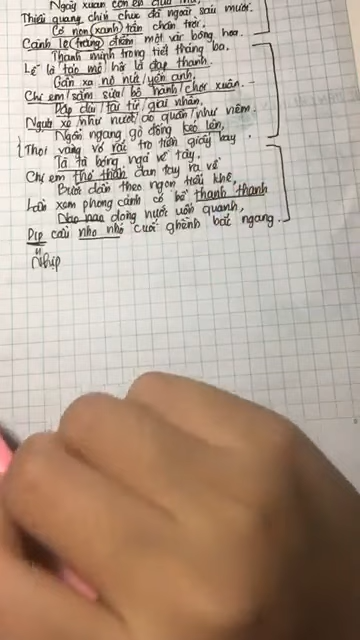 Ngày xuân con én đưa thoi,
Thiều quang chín chục đã ngoài sáu mươi.
Cỏ non xanh tận chân trời.
Cành lê trắng điểm một vài bông hoa.
Thanh minh trong tiết tháng ba.
Lễ là tảo mộ/hội là đạp thanh.
Gần xa nô nức/yến anh,
Chị em/sắm sửa/bộ hành/chơi xuân.
Dập dìu/tài tử/giai nhân,
Ngựa xe/như nước/áo quần/như nêm.
Ngổn ngang gò đống kéo lên,
Thoi vàng vó rắc tro tiền giấy bay.
Tà tà bóng ngả về tây,
Chị em thơ thẩn dan tay ra về
Bước dần theo ngọn tiểu khê,
Lần xem phong cảnh có bề thanh thanh
Nao nao dòng nước uốn quanh,
Dịp cầu nho nhỏ cuối ghềnh bắc ngang.
Nhịp